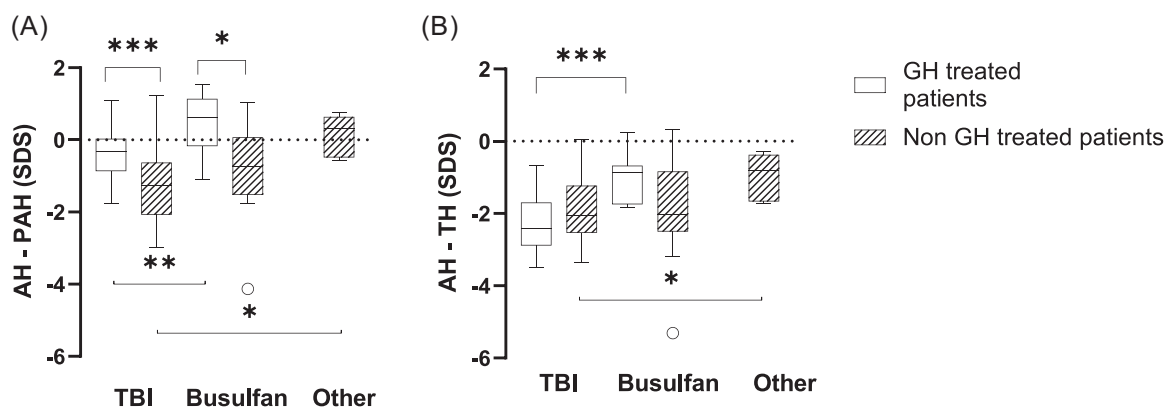 (A)
***
*
2
0
-2
-4
-6
AH - PAH (SDS)
**
*
TBI
Busulfan
Other
(B)
***
2
0
-2
-4
-6
AH - TH (SDS)
*
TBI
Busulfan
Other
GH treated
patients
Non GH treated patients